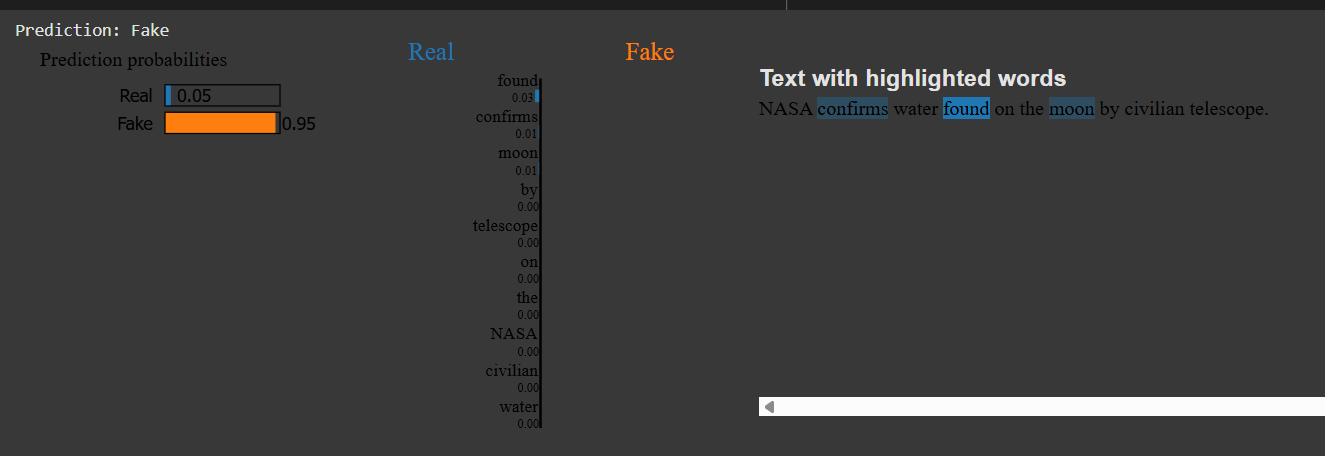 Prediction: Fake
Prediction probabilities
Real 0.05
Fake 0.95
Real Fake
found
0.03
confirms
0.01
moon
0.01
by
0.00
telescope
0.00
on
0.00
the
0.00
NASA
0.00
civilian
0.00
water
0.00
Text with highlighted words
NASA confirms water found on the moon by civilian telescope.